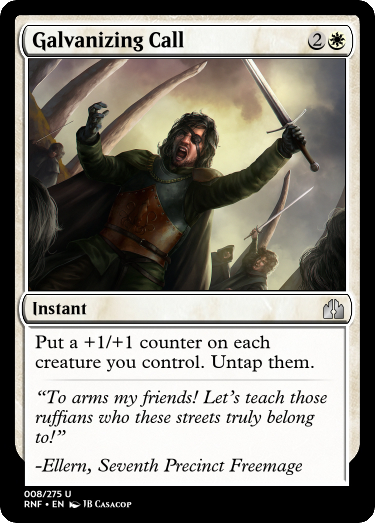 Galvanizing Call 2
Instant
Put a +1/+1 counter on each
creature you control. Untap them.
“To arms my friends! Let’s teach those
ruffians who these streets truly belong
to!”
-Ellern, Seventh Precinct Freemage
008/275 U
RNF • EN JB Casacop